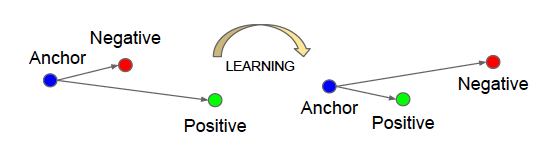 Negative
Anchor
Positive
LEARNING
Negative
Anchor
Positive